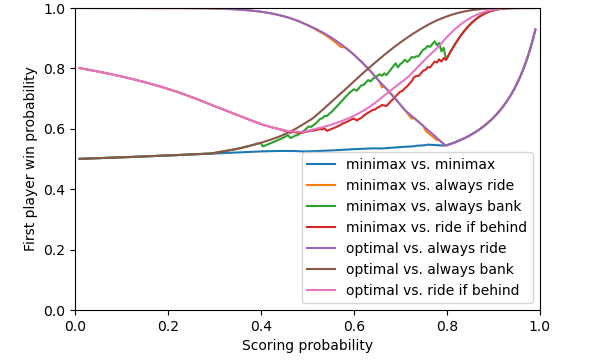 First player win probability
1.0
0.8
0.6
0.4
0.2
0.0
minimax vs. minimax
minimax vs. always ride
minimax vs. always bank
minimax vs. ride if behind
optimal vs. always ride
optimal vs. always bank
optimal vs. ride if behind
0.0 0.2 0.4 0.6 0.8 1.0
Scoring probability